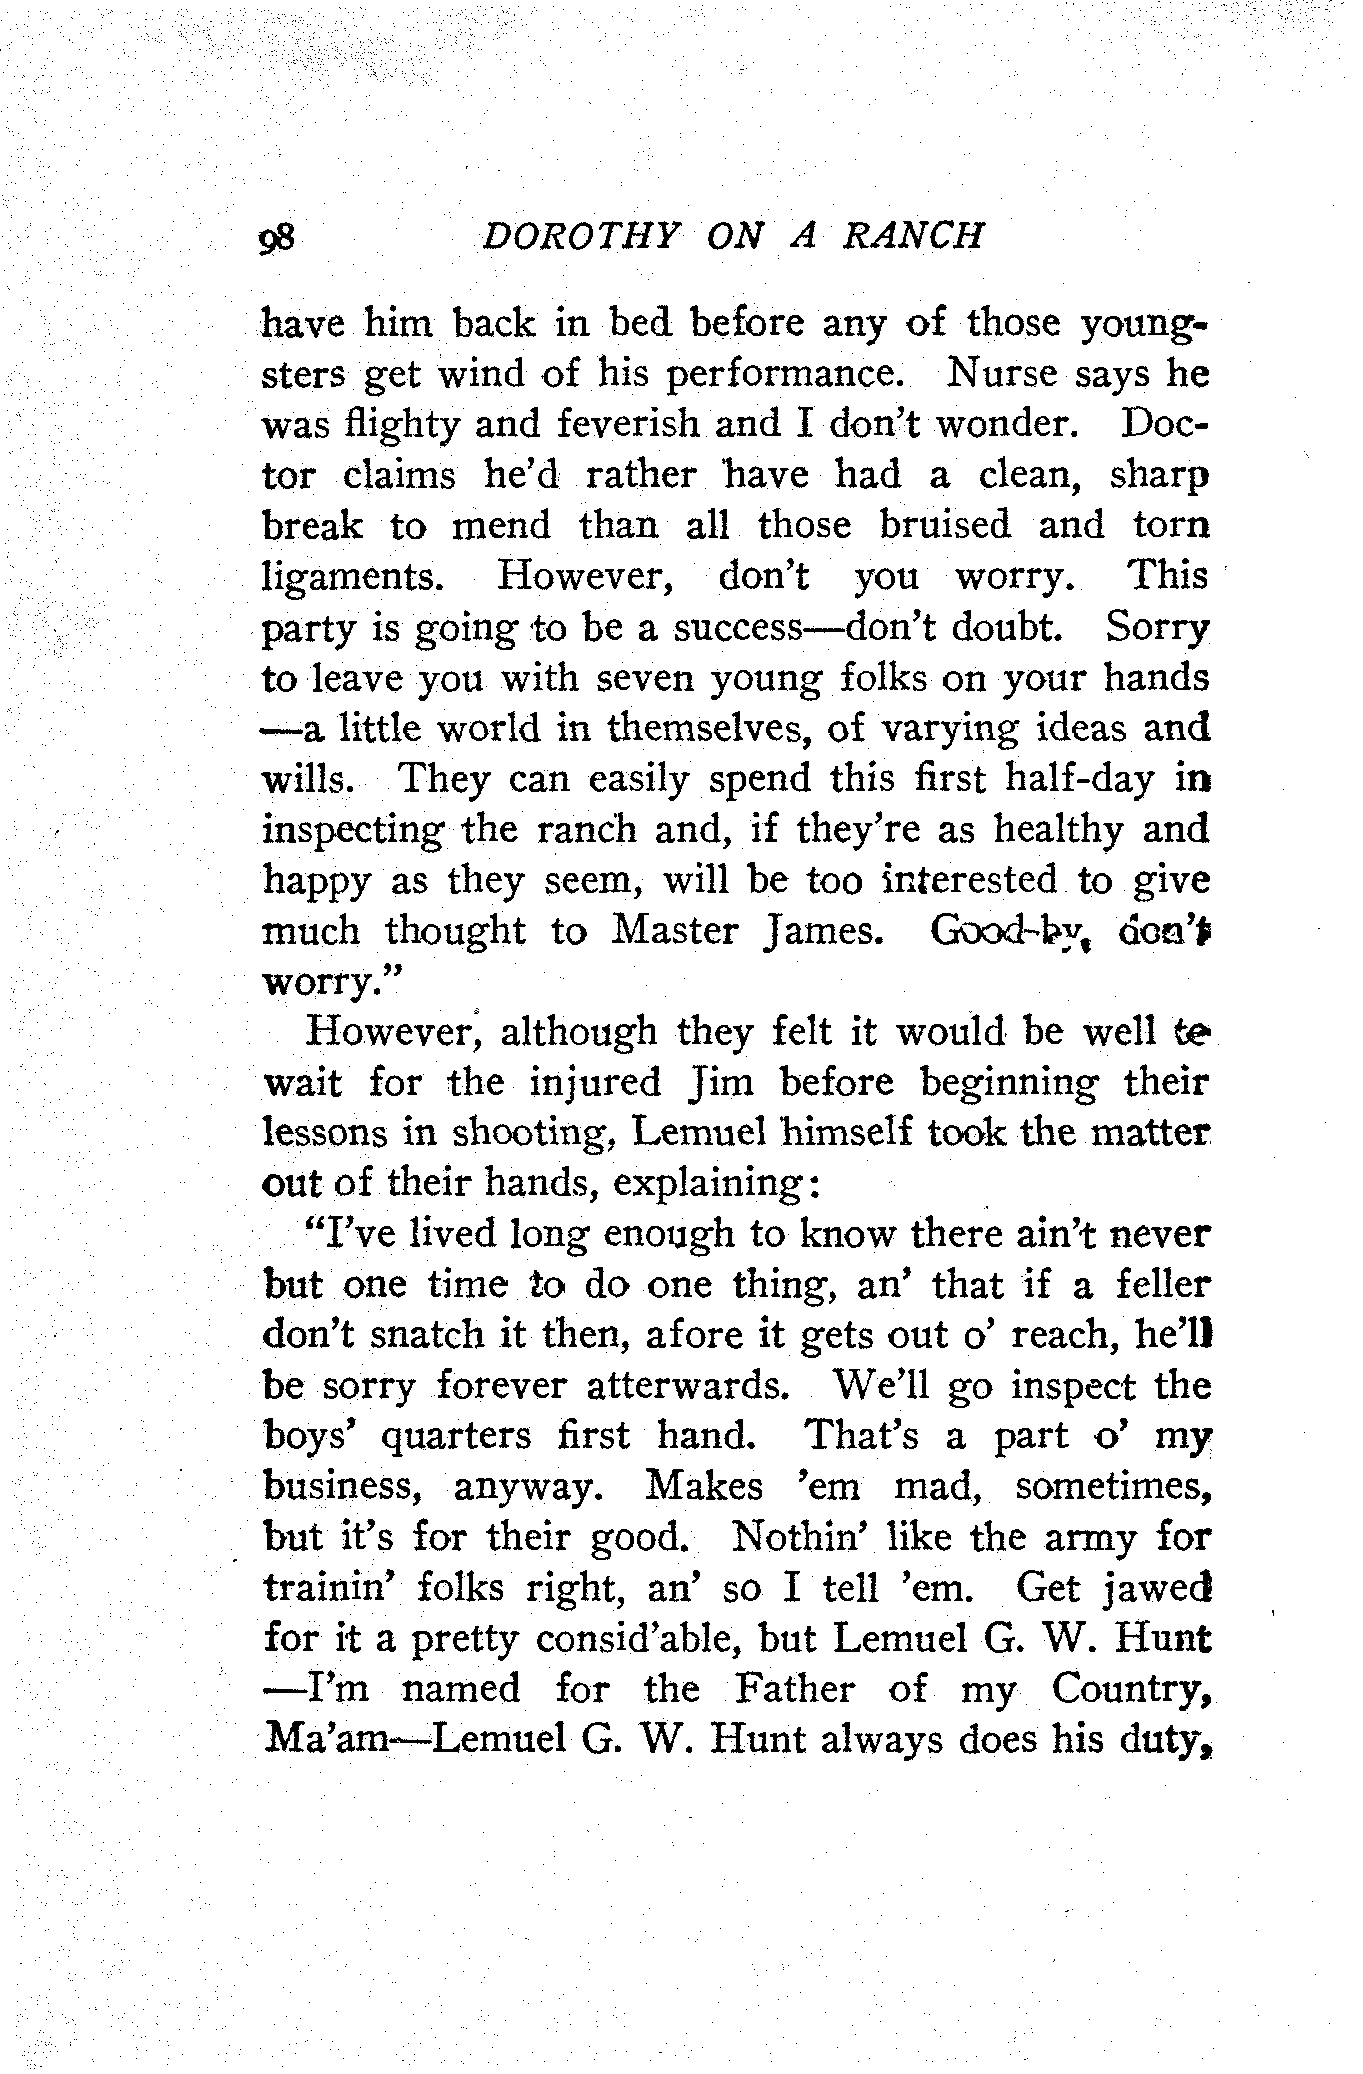 98 DOROTHY ON A RANCH
have him back in bed before any of those young-
sters get wind of his performance. Nurse says he
was flighty and feverish and I don't wonder. Doc-
tor claims he'd rather have had a clean, sharp
break to mend than all those bruised and torn
ligaments. However, don't you worry. This
party is going to be a success—don't doubt. Sorry
to leave you with seven young folks on your hands
—a little world in themselves, of varying ideas and
wills. They can easily spend this first half-day in
inspecting the ranch and, if they're as healthy and
happy as they seem, will be too interested to give
much thought to Master James. Good-by, don't
worry."
However, although they felt it would be well to
wait for the injured Jim before beginning their
lessons in shooting, Lemuel himself took the matter
out of their hands, explaining:
"I've lived long enough to know there ain't never
but one time to do one thing, an' that if a feller
don't snatch it then, afore it gets out o' reach, he'll
be sorry forever atterwards. We'll go inspect the
boys' quarters first hand. That's a part o' my
business, anyway. Makes 'em mad, sometimes,
but it's for their good. Nothin' like the army for
trainin' folks right, an' so I tell 'em. Get jawed
for it a pretty consid'able, but Lemuel G. W. Hunt
—I'm named for the Father of my Country,
Ma'am—Lemuel G. W. Hunt always does his duty,